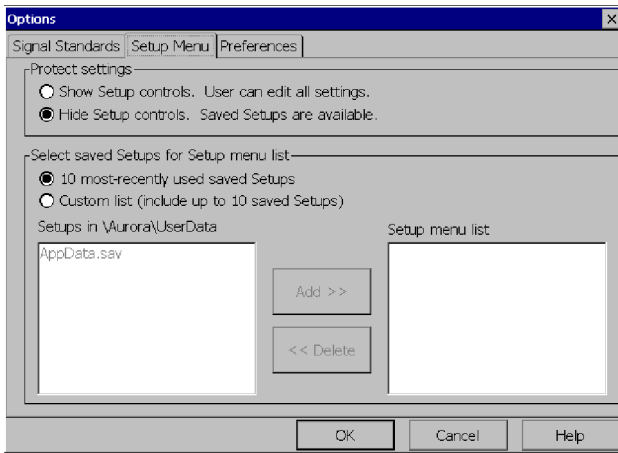 Options
Signal Standards Setup Menu Preferences
Protect settings
Show Setup controls. User can edit all settings.
Hide Setup controls. Saved Setups are available.
Select saved Setups for Setup menu list
10 most-recently used saved Setups
Custom list (include up to 10 saved Setups)
Setups in \Aurora\UserData
Setup menu list
AppData.sav
Add >>
<< Delete
OK Cancel Help